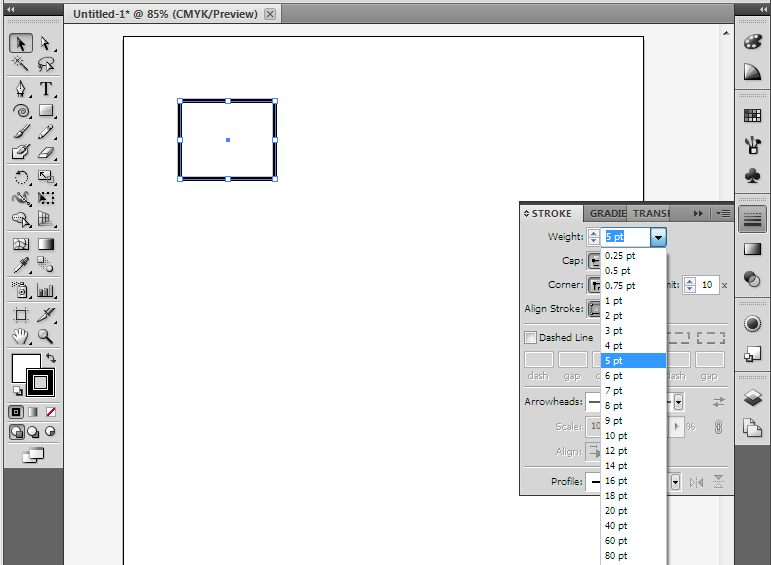 Untitled-1* @ 85% (CMYK/Preview)
T
STROKE GRADIE TRANSI
Weight: 5 pt
Cap:
Corner: mit: 10 x
Align Stroke:
Dashed Line
dash gap dash gap
Arrowheads:
Scale: 10 %
Align:
Profile:
0.25 pt
0.5 pt
0.75 pt
1 pt
2 pt
3 pt
4 pt
5 pt
6 pt
7 pt
8 pt
9 pt
10 pt
12 pt
14 pt
16 pt
18 pt
20 pt
40 pt
60 pt
80 pt